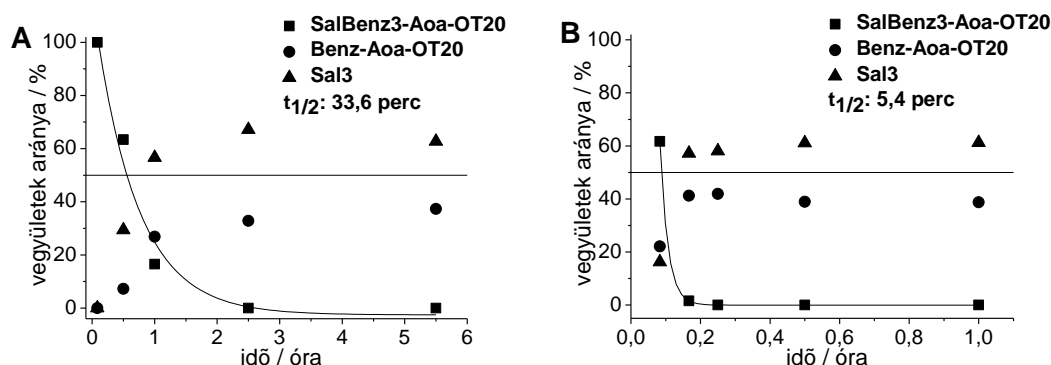 A
SalBenz3-Aoa-OT20
Benz-Aoa-OT20
Sal3
t1/2: 33,6 perc
vegyületek aránya / %
100
80
60
40
20
0
0 1 2 3 4 5 6
idõ / óra
B
SalBenz3-Aoa-OT20
Benz-Aoa-OT20
Sal3
t1/2: 5,4 perc
vegyületek aránya / %
100
80
60
40
20
0
0,0 0,2 0,4 0,6 0,8 1,0
idõ / óra